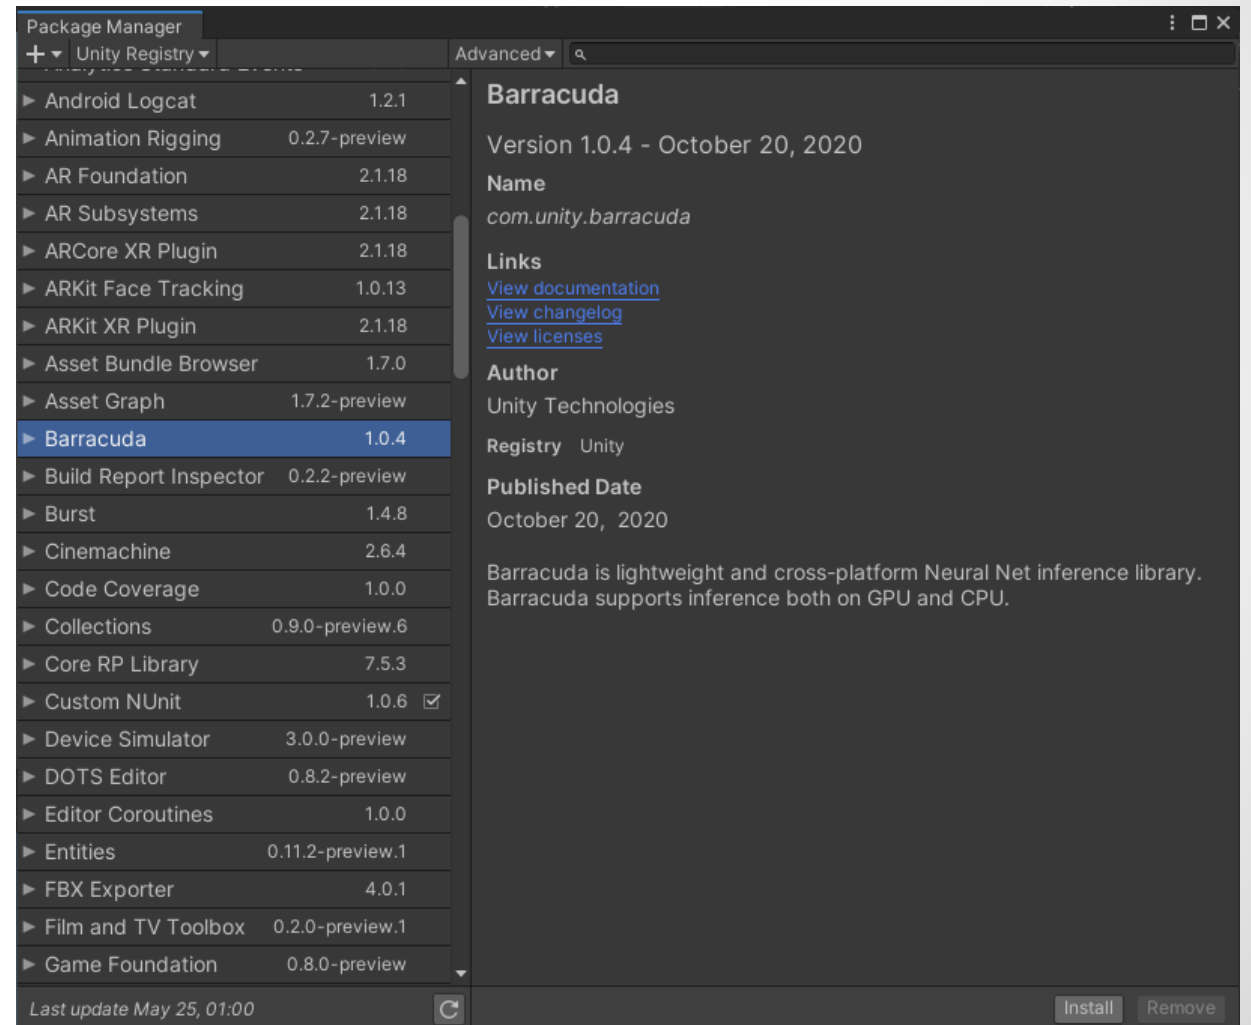 Package Manager
Unity Registry
Advanced
Android Logcat 1.2.1
Animation Rigging 0.2.7-preview
AR Foundation 2.1.18
AR Subsystems 2.1.18
ARCore XR Plugin 2.1.18
ARKit Face Tracking 1.0.13
ARKit XR Plugin 2.1.18
Asset Bundle Browser 1.7.0
Asset Graph 1.7.2-preview
Barracuda 1.0.4
Build Report Inspector 0.2.2-preview
Burst 1.4.8
Cinemachine 2.6.4
Code Coverage 1.0.0
Collections 0.9.0-preview.6
Core RP Library 7.5.3
Custom NUnit 1.0.6
Device Simulator 3.0.0-preview
DOTS Editor 0.8.2-preview
Editor Coroutines 1.0.0
Entities 0.11.2-preview.1
FBX Exporter 4.0.1
Film and TV Toolbox 0.2.0-preview.1
Game Foundation 0.8.0-preview
Last update May 25, 01:00
Barracuda
Version 1.0.4 - October 20, 2020
Name
com.unity.barracuda
Links
View documentation
View changelog
View licenses
Author
Unity Technologies
Registry Unity
Published Date
October 20, 2020
Barracuda is lightweight and cross-platform Neural Net inference library.
Barracuda supports inference both on GPU and CPU.
Install Remove